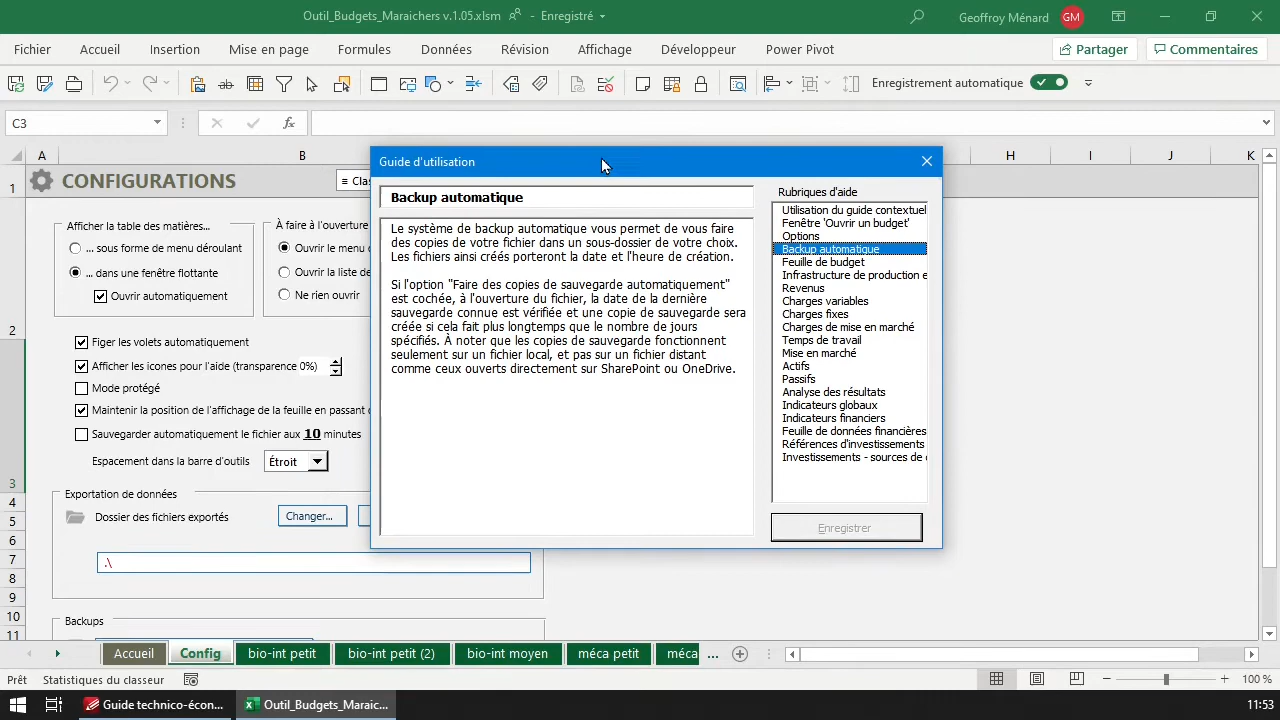 Outil_Budgets_Maraichers v.1.05.xlsm - Enregistré
Geoffroy Ménard GM
Fichier Accueil Insertion Mise en page Formules Données Révision Affichage Développeur Power Pivot Partager Commentaires
ab Enregistrement automatique
C3 fx
A B H I J K
1 CONFIGURATIONS ≡ Clas
Guide d'utilisation
Backup automatique
Le système de backup automatique vous permet de vous faire
des copies de votre fichier dans un sous-dossier de votre choix.
Les fichiers ainsi créés porteront la date et l'heure de création.
Si l'option "Faire des copies de sauvegarde automatiquement"
est cochée, à l'ouverture du fichier, la date de la dernière
sauvegarde connue est vérifiée et une copie de sauvegarde sera
créée si cela fait plus longtemps que le nombre de jours
spécifiés. À noter que les copies de sauvegarde fonctionnent
seulement sur un fichier local, et pas sur un fichier distant
comme ceux ouverts directement sur SharePoint ou OneDrive.
Rubriques d'aide
Utilisation du guide contextuel
Fenêtre 'Ouvrir un budget'
Options
Backup automatique
Feuille de budget
Infrastructure de production e
Revenus
Charges variables
Charges fixes
Charges de mise en marché
Temps de travail
Mise en marché
Actifs
Passifs
Analyse des résultats
Indicateurs globaux
Indicateurs financiers
Feuille de données financières
Références d'investissements
Investissements - sources de
Enregistrer
Afficher la table des matières...
... sous forme de menu déroulant
... dans une fenêtre flottante
Ouvrir automatiquement
À faire à l'ouverture
Ouvrir le menu
Ouvrir la liste de
Ne rien ouvrir
2
Figer les volets automatiquement
Afficher les icones pour l'aide (transparence 0%)
Mode protégé
Maintenir la position de l'affichage de la feuille en passant
Sauvegarder automatiquement le fichier aux 10 minutes
Espacement dans la barre d'outils Étroit
3
4 Exportation de données
5 Dossier des fichiers exportés Changer...
6
7 .\
8
9
10 Backups
11
Accueil Config bio-int petit bio-int petit (2) bio-int moyen méca petit méca ...
Prêt Statistiques du classeur 100 %
Guide technico-écon... Outil_Budgets_Maraic... 11:53